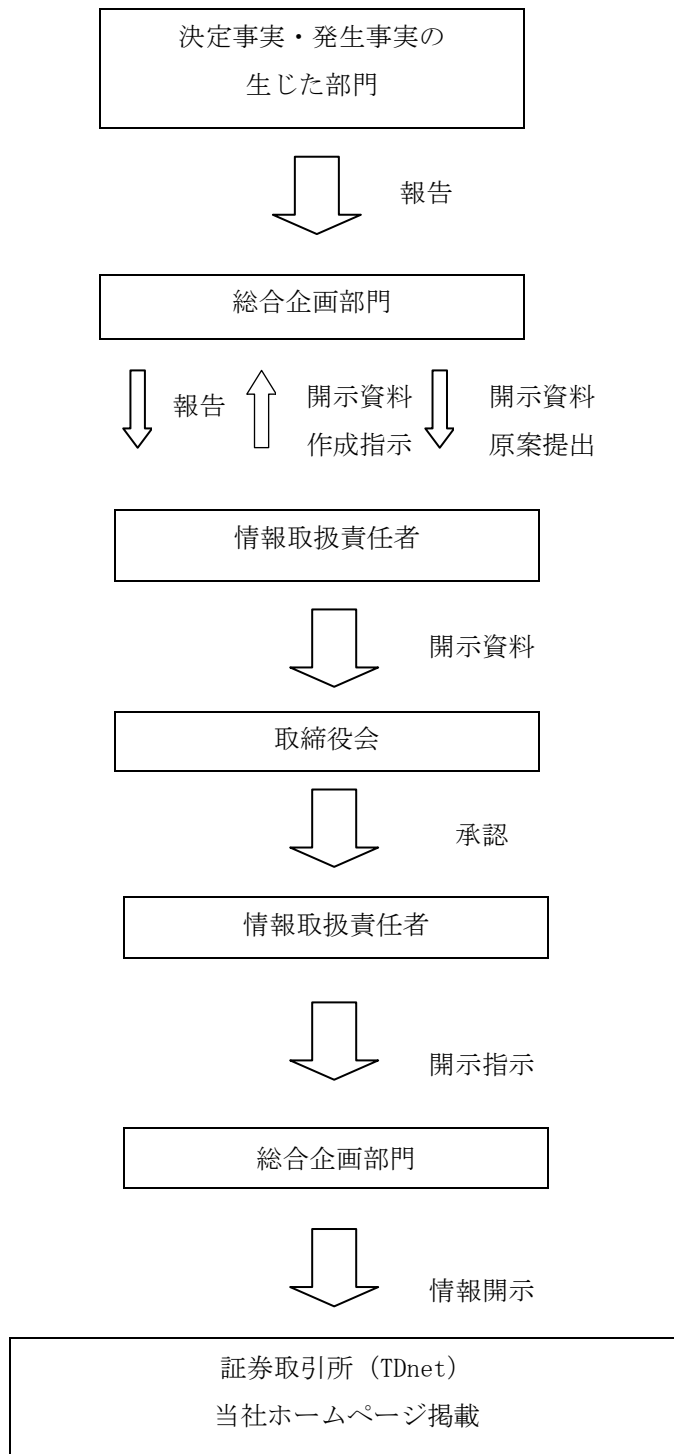 決定事実・発生事実の
生じた部門
報告
総合企画部門
報告
開示資料
作成指示
開示資料
原案提出
情報取扱責任者
開示資料
取締役会
承認
情報取扱責任者
開示指示
総合企画部門
情報開示
証券取引所（TDnet）
当社ホームページ掲載